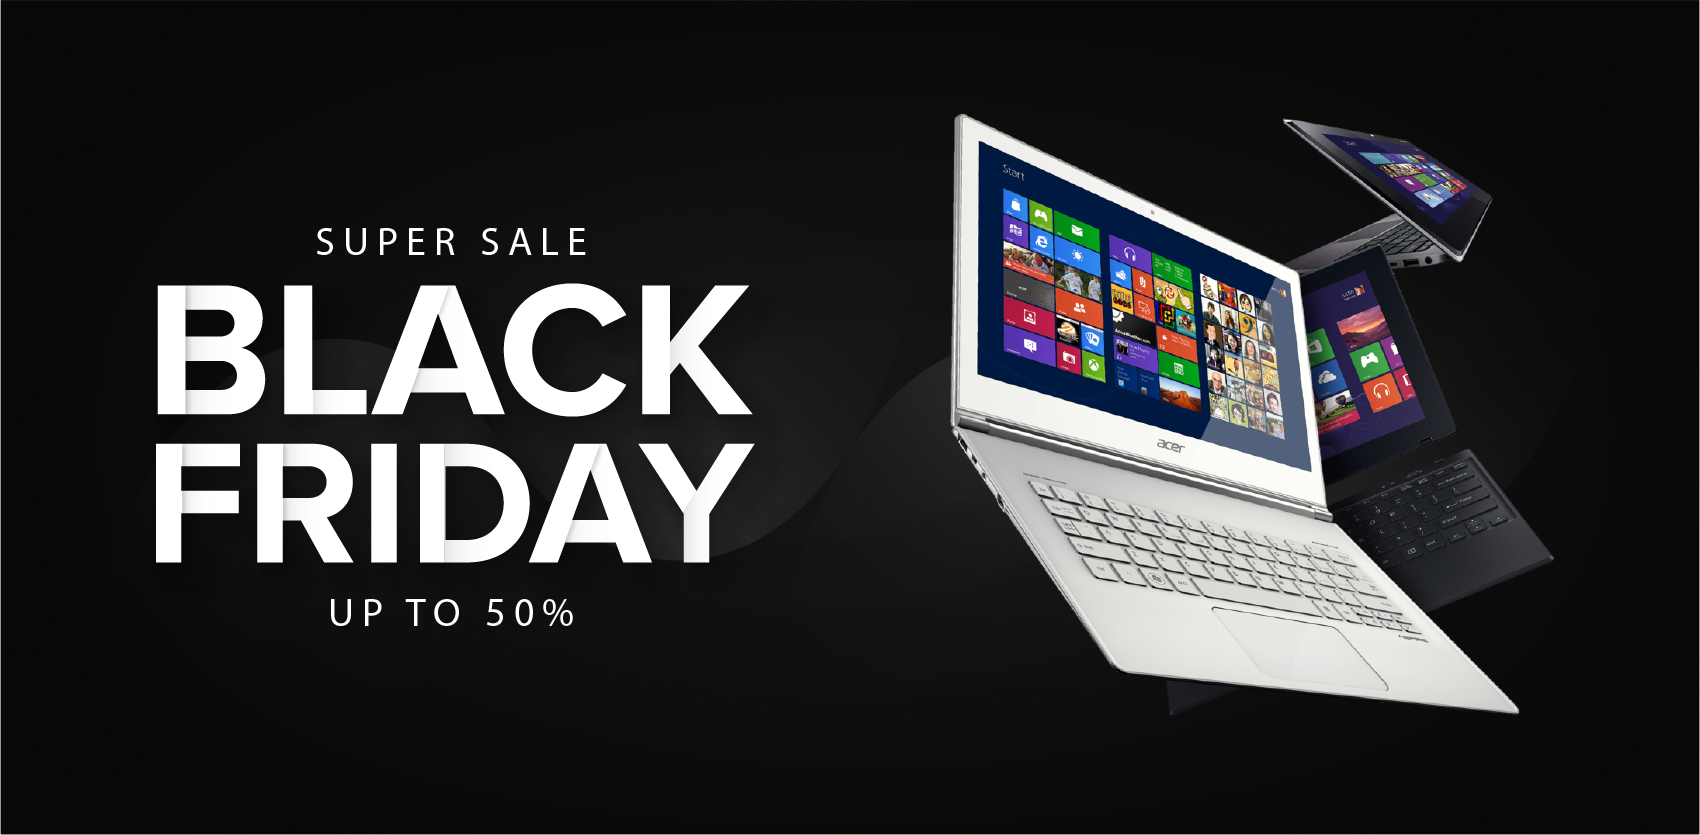 SUPER SALE
BLACK
FRIDAY
UP TO 50%
Start
acer